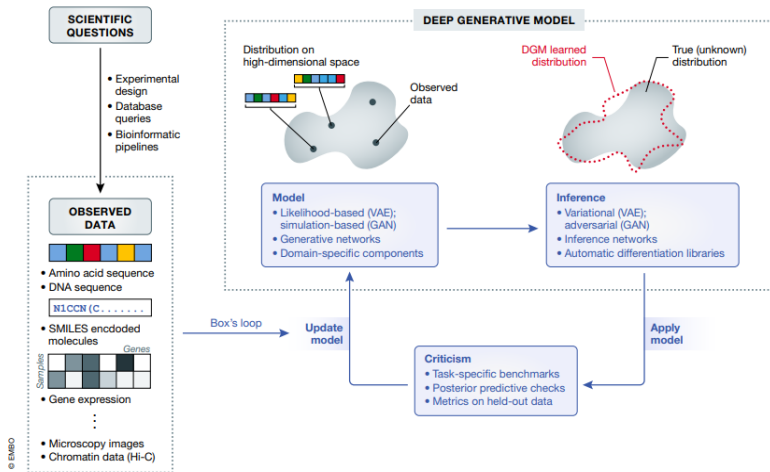 SCIENTIFIC
QUESTIONS
• Experimental
design
• Database
queries
• Bioinformatic
pipelines
OBSERVED
DATA
• Amino acid sequence
• DNA sequence
N1CCN(C.......
• SMILES encdoded
molecules
Genes
Samples
• Gene expression
• Microscopy images
• Chromatin data (Hi-C)
© EMBO
DEEP GENERATIVE MODEL
Distribution on
high-dimensional space
Observed
data
DGM learned
distribution
True (unknown)
distribution
Model
• Likelihood-based (VAE);
simulation-based (GAN)
• Generative networks
• Domain-specific components
Inference
• Variational (VAE);
adversarial (GAN)
• Inference networks
• Automatic differentiation libraries
Box's loop
Update
model
Apply
model
Criticism
• Task-specific benchmarks
• Posterior predictive checks
• Metrics on held-out data